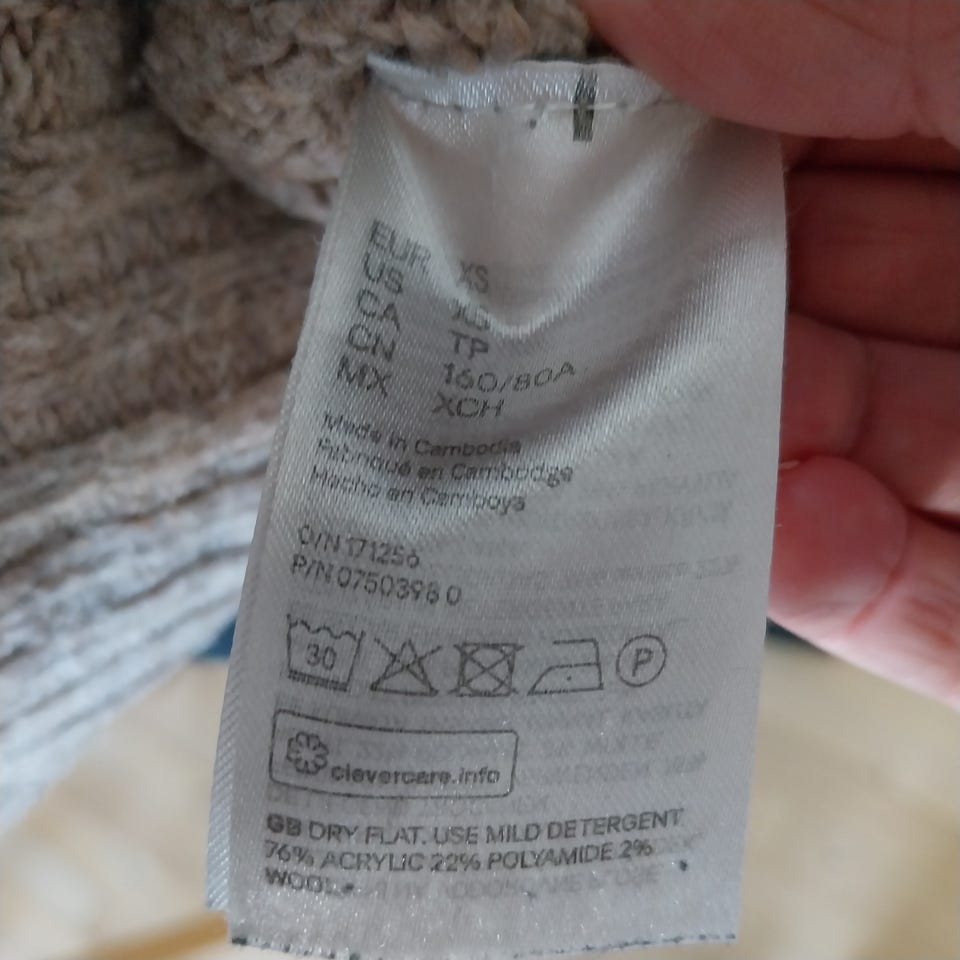 EUR XS
US XS
CA TP
CN 160/80A
MX XCH
Made in Cambodia
Fabriqué en Cambodge
Hecho en Camboya
O/N 171256
P/N 0750398 0
30
P
clevercare.info
GB DRY FLAT. USE MILD DETERGENT
76% ACRYLIC 22% POLYAMIDE 2%
WOOL